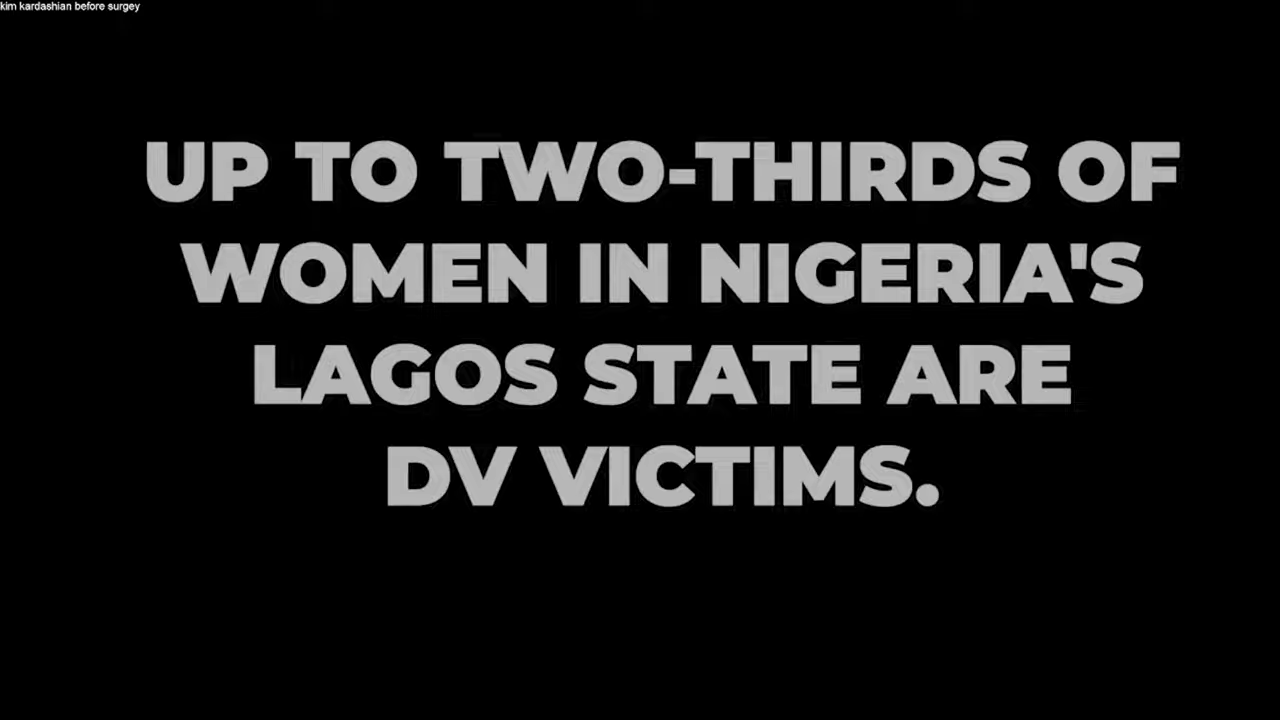 kim kardashian before surgey
UP TO TWO-THIRDS OF
WOMEN IN NIGERIA'S
LAGOS STATE ARE
DV VICTIMS.